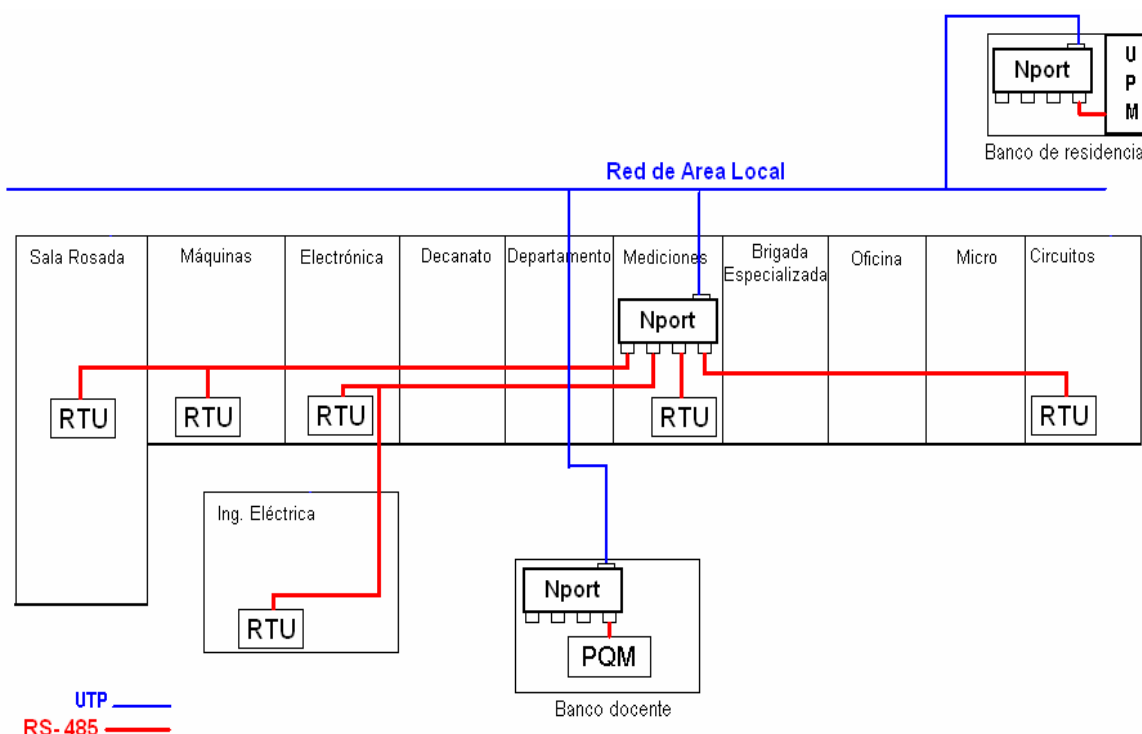 Nport
U
P
M
Banco de residencia
Red de Area Local
Sala Rosada
Máquinas
Electrónica
Decanato
Departamento
Mediciones
Brigada
Especializada
Oficina
Micro
Circuitos
Nport
RTU
RTU
RTU
RTU
RTU
Ing. Eléctrica
RTU
Nport
PQM
Banco docente
UTP
RS-485